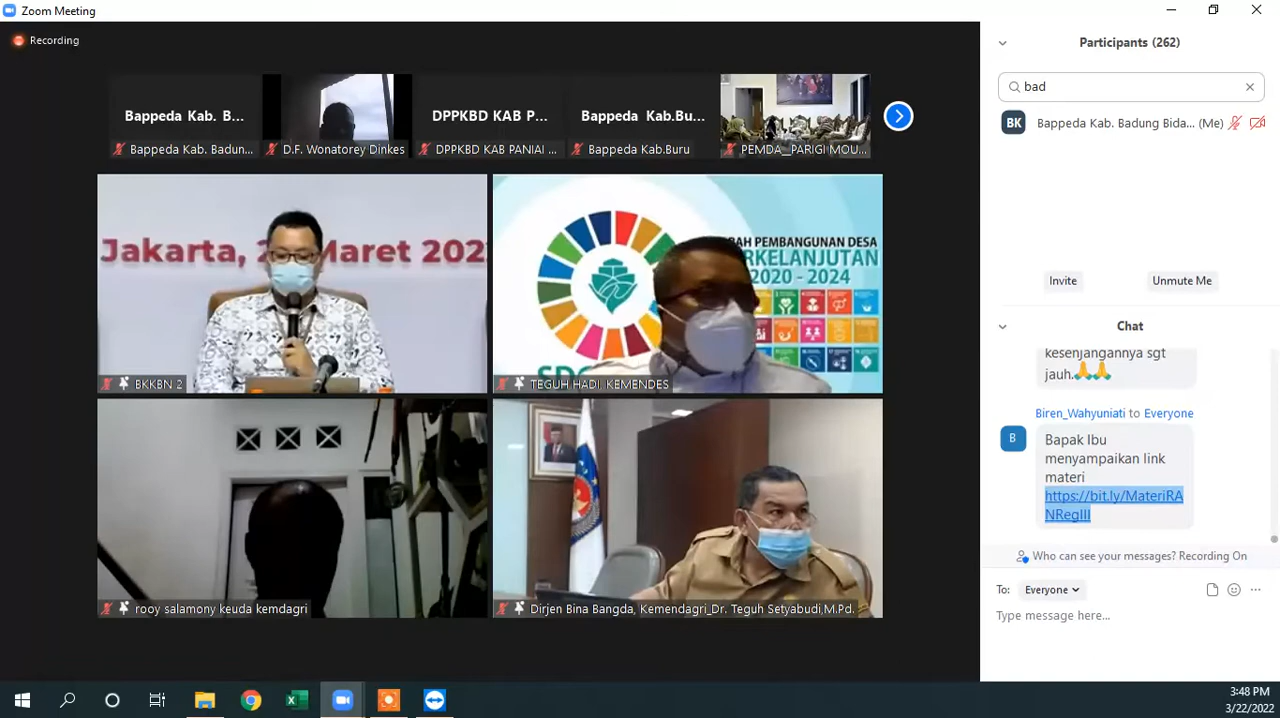 Zoom Meeting
Recording
Bappeda Kab. B...
DPPKBD KAB P...
Bappeda Kab.Bu...
Bappeda Kab. Badun...
D.F. Wonatorey Dinkes
DPPKBD KAB PANIAI ...
Bappeda Kab.Buru
PEMDA_PARIGI MOU...
Jakarta, 2 Maret 202
BKKBN 2
AH PEMBANGUNAN DESA
RKELANJUTAN
2020 - 2024
TEGUH HADI_KEMENDES
rooy salamony keuda kemdagri
Dirjen Bina Bangda, Kemendagri_Dr. Teguh Setyabudi,M.Pd.
Participants (262)
bad
BK
Bappeda Kab. Badung Bida... (Me)
Invite
Unmute Me
Chat
kesenjangannya sgt
jauh.🙏🙏
Biren_Wahyuniati to Everyone
B
Bapak Ibu
menyampaikan link
materi
https://bit.ly/MateriRA
NRegIII
Who can see your messages? Recording On
To: Everyone
Type message here...
3:48 PM
3/22/2022